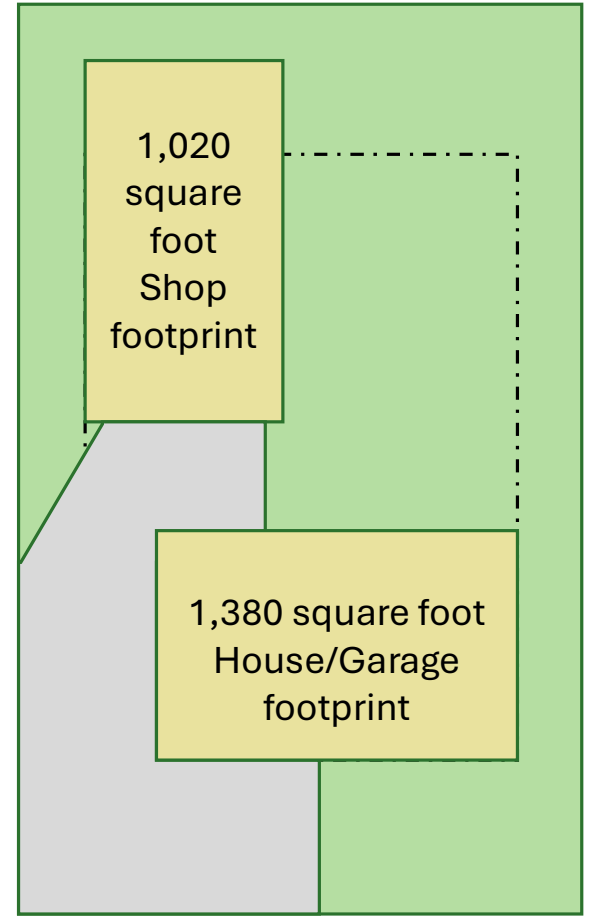 1,020
square
foot
Shop
footprint
1,380 square foot
House/Garage
footprint